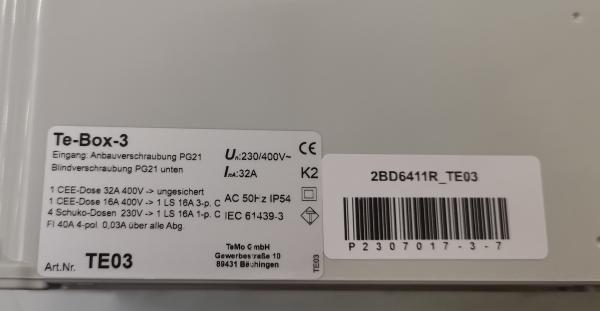 Te-Box-3
Eingang: Anbauverschraubung PG21
Blindverschraubung PG21 unten
Uₙ:230/400V~
Iₙₐ:32A
CE
K2
1 CEE-Dose 32A 400V -> ungesichert
1 CEE-Dose 16A 400V -> 1 LS 16A 3-p. C
4 Schuko-Dosen 230V -> 1 LS 16A 1-p. C
FI 40A 4-pol. 0,03A über alle Abg.
AC 50Hz IP54
IEC 61439-3
TeMo GmbH
Gewerbestraße 10
89431 Bächingen
Art.Nr. TE03
TE03
2BD6411R_TE03
P2307017-3-7